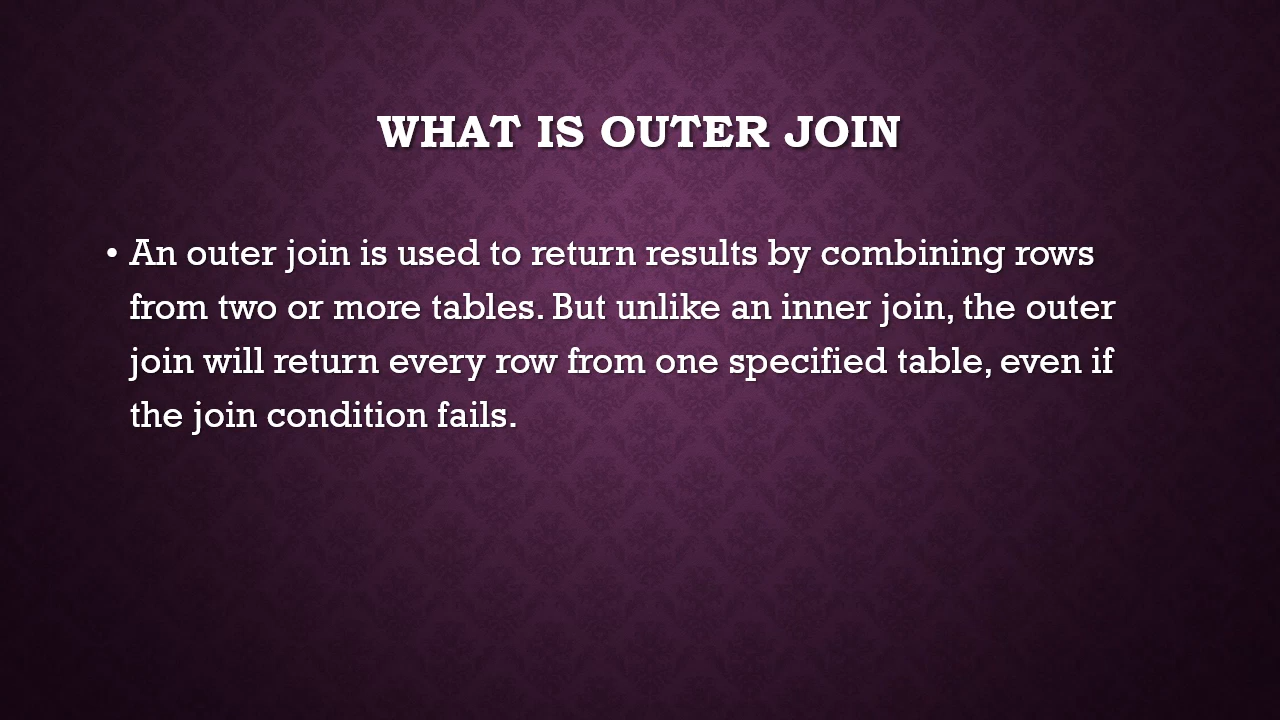 WHAT IS OUTER JOIN
• An outer join is used to return results by combining rows
from two or more tables. But unlike an inner join, the outer
join will return every row from one specified table, even if
the join condition fails.